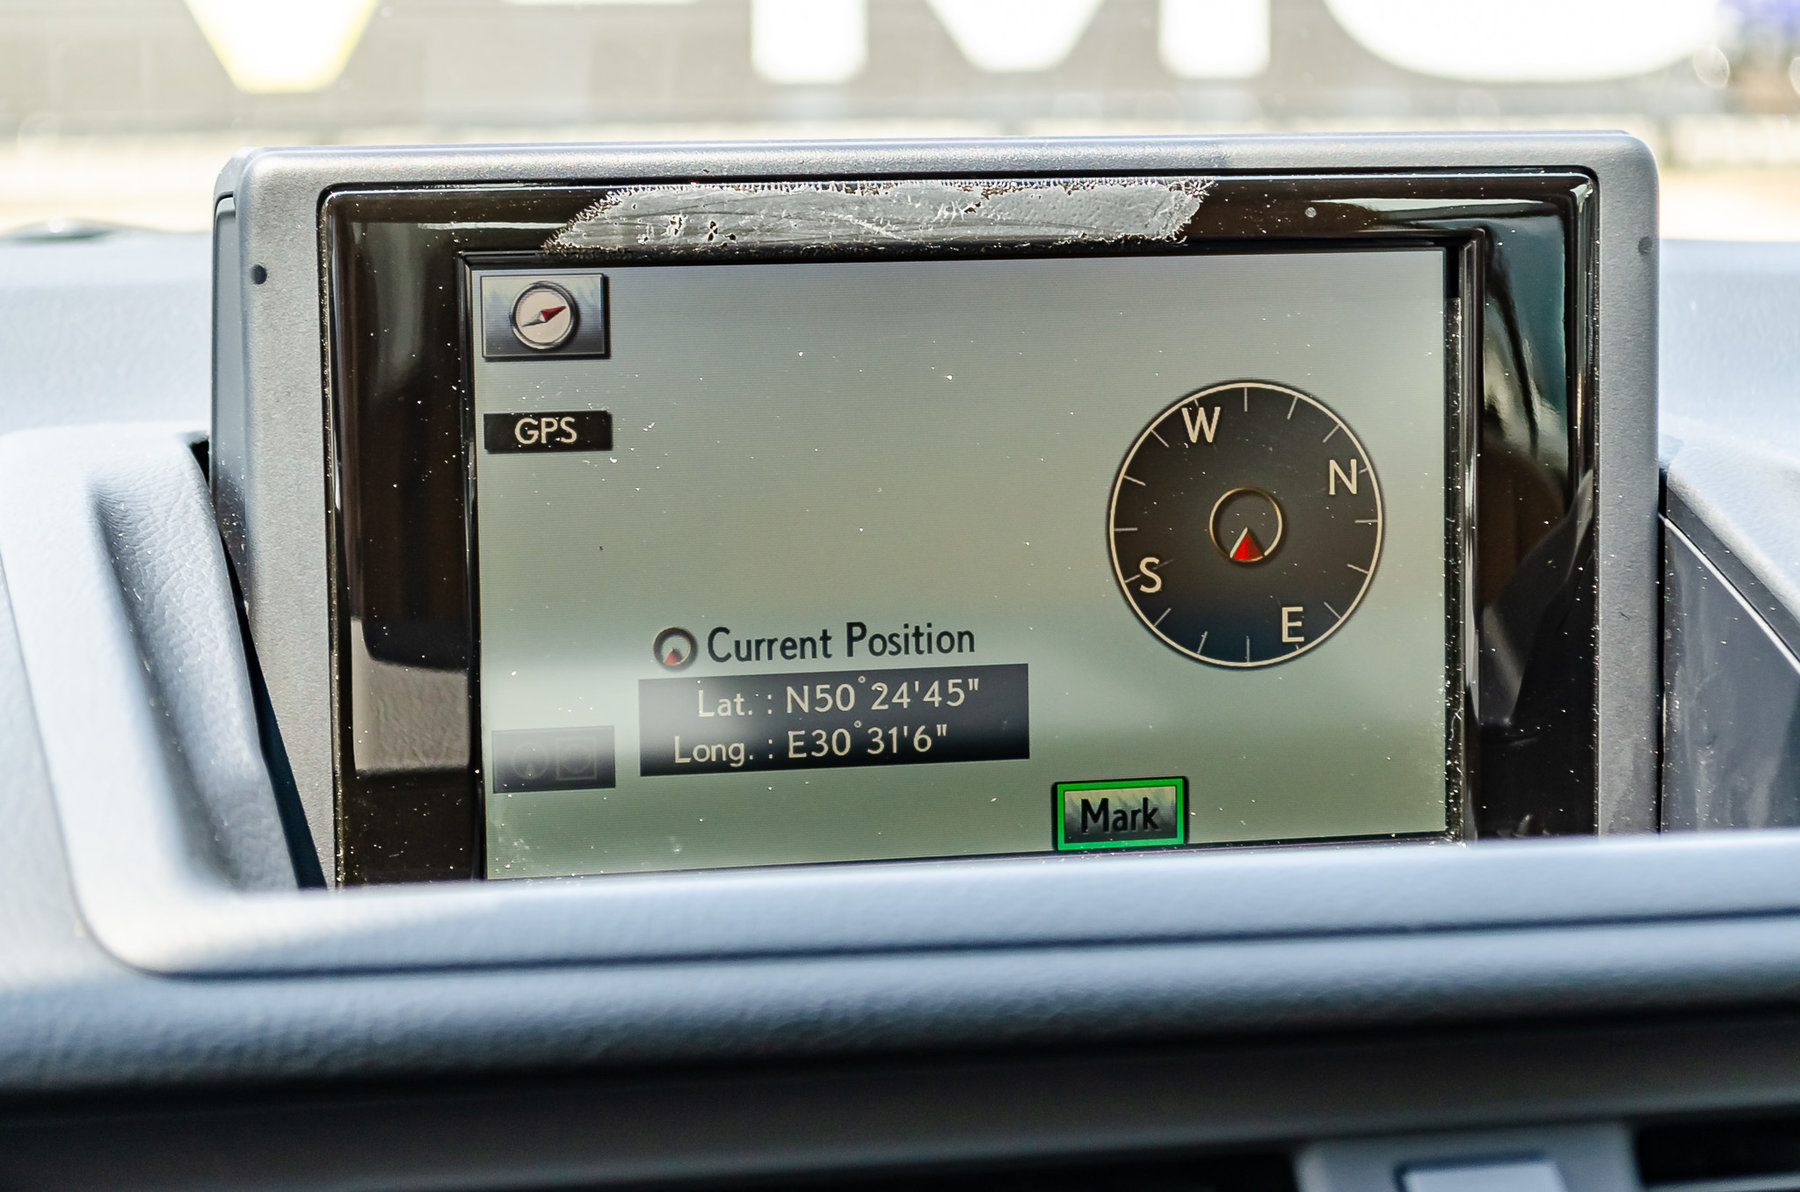 GPS
W
N
S
E
Current Position
Lat. : N50°24'45"
Long. : E30°31'6"
Mark